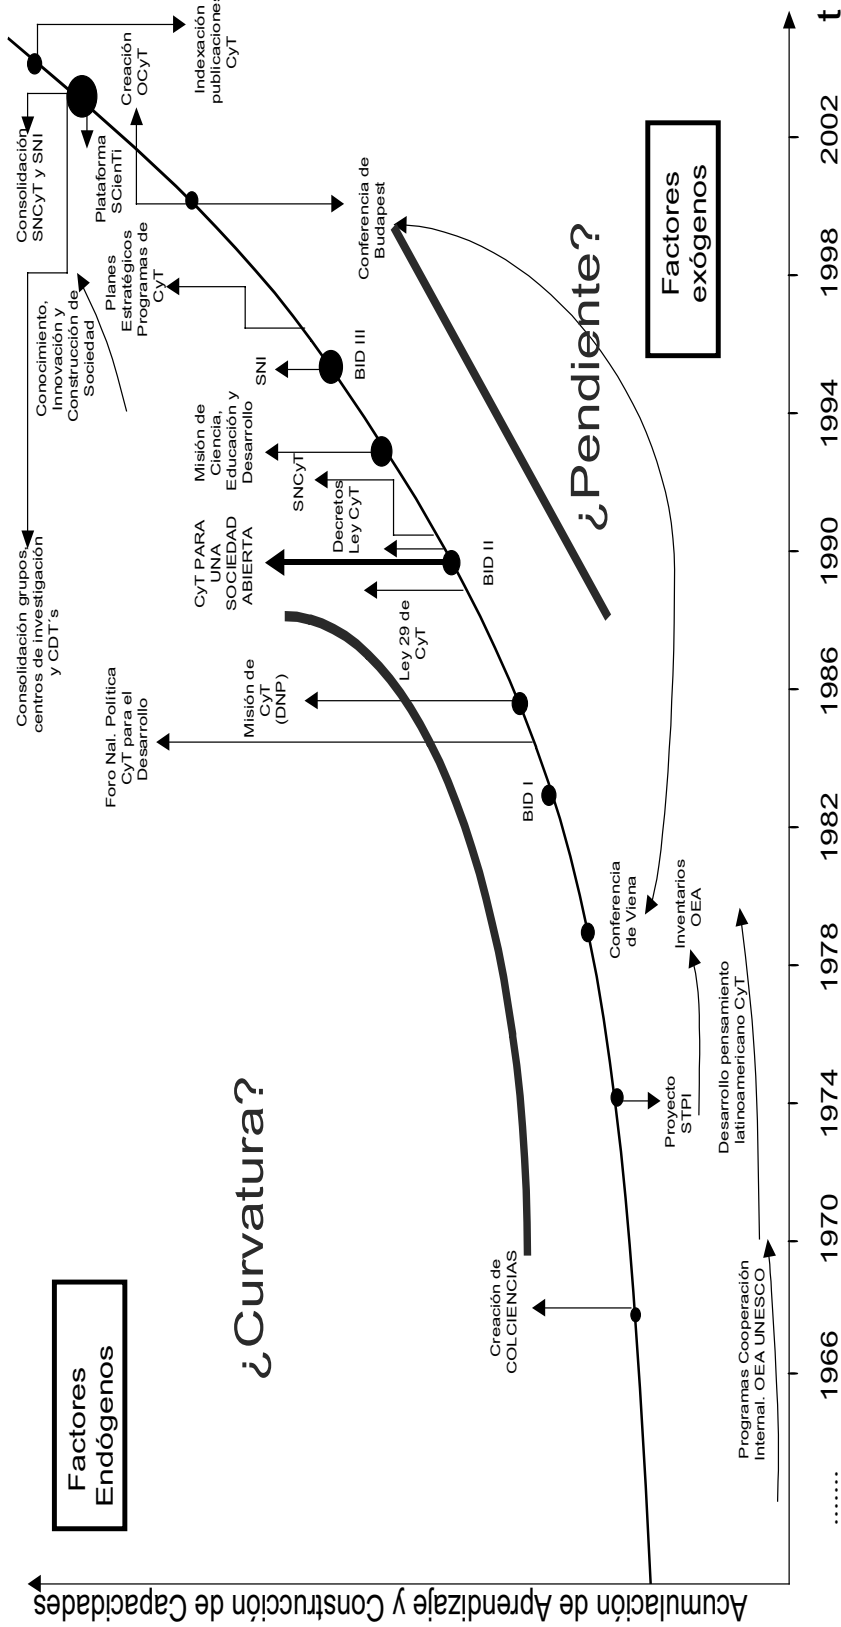 Acumulación de Aprendizaje y Construcción de Capacidades
Factores
Endógenos
¿Curvatura?
Creación de
COLCIENCIAS
Programas Cooperación
Internal. OEA UNESCO
Desarrollo pensamiento
latinoamericano CyT
Proyecto
STPI
Inventarios
OEA
Conferencia
de Viena
BID I
Foro Nal. Política
CyT para el
Desarrollo
Misión de
CyT
(DNP)
Ley 29 de
CyT
CyT PARA
UNA
SOCIEDAD
ABIERTA
BID II
Decretos
Ley CyT
SNCyT
Misión de
Ciencia,
Educación y
Desarrollo
SNI
BID III
Planes
Estratégicos
Programas de
CyT
Conocimiento,
Innovación y
Construcción de
Sociedad
Consolidación grupos,
centros de investigación
y CDT´s
Consolidación
SNCyT y SNI
Plataforma
SCienTi
Creación
OCyT
Indexación
publicaciones
CyT
Conferencia de
Budapest
¿Pendiente?
Factores
exógenos
........
1966
1970
1974
1978
1982
1986
1990
1994
1998
2002
t